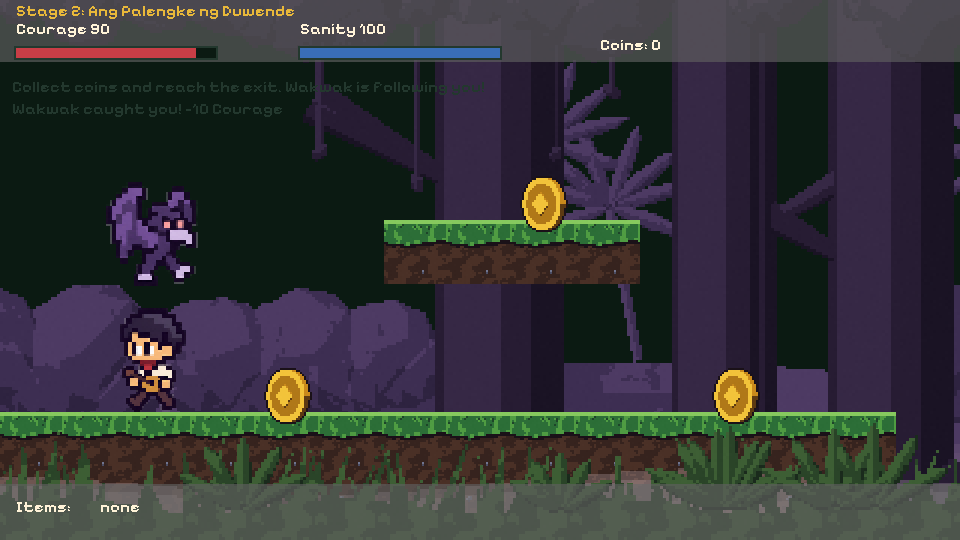 Stage 2: Ang Palengke ng Duwende
Courage 90
Sanity 100
Coins: 0
Collect coins and reach the exit. Wakwak is following you!
Wakwak caught you! -10 Courage
Items: none